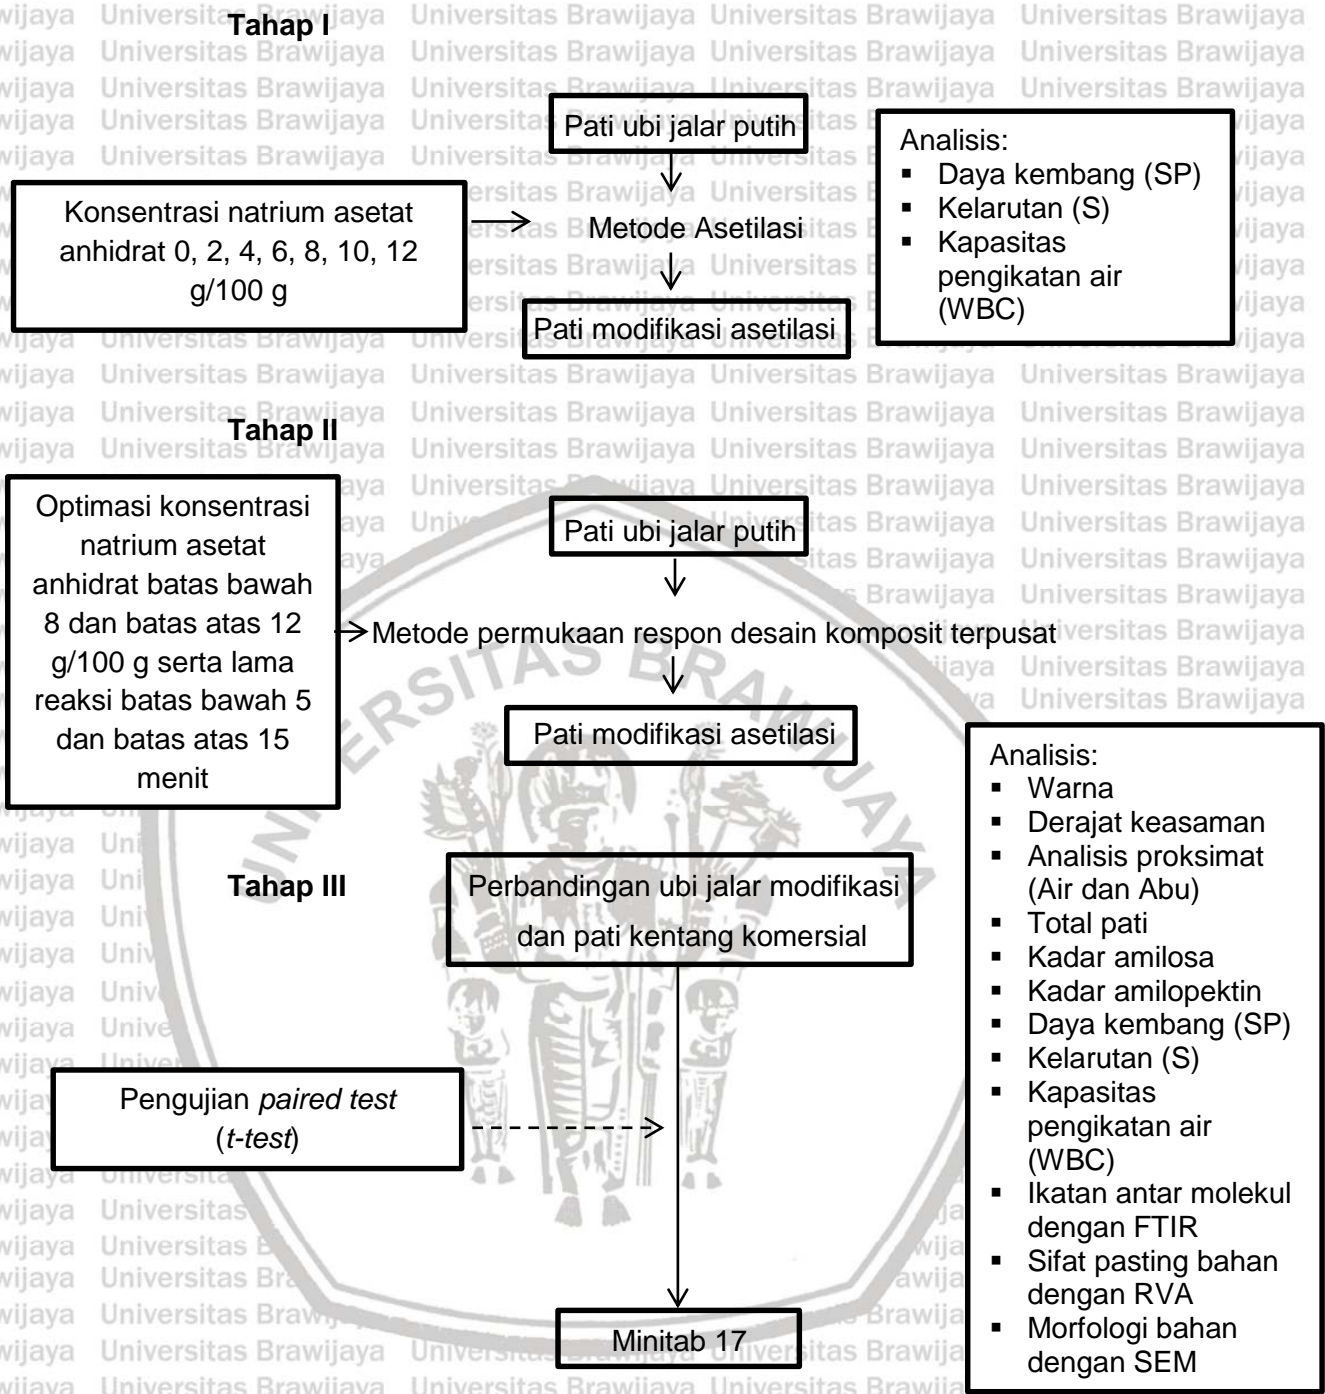 Tahap I
Pati ubi jalar putih
Konsentrasi natrium asetat
anhidrat 0, 2, 4, 6, 8, 10, 12
g/100 g
Metode Asetilasi
Pati modifikasi asetilasi
Analisis:
▪ Daya kembang (SP)
▪ Kelarutan (S)
▪ Kapasitas
pengikatan air
(WBC)
Tahap II
Optimasi konsentrasi
natrium asetat
anhidrat batas bawah
8 dan batas atas 12
g/100 g serta lama
reaksi batas bawah 5
dan batas atas 15
menit
Pati ubi jalar putih
Metode permukaan respon desain komposit terpusat
Pati modifikasi asetilasi
Tahap III
Perbandingan ubi jalar modifikasi
dan pati kentang komersial
Pengujian paired test
(t-test)
Minitab 17
Analisis:
▪ Warna
▪ Derajat keasaman
▪ Analisis proksimat
(Air dan Abu)
▪ Total pati
▪ Kadar amilosa
▪ Kadar amilopektin
▪ Daya kembang (SP)
▪ Kelarutan (S)
▪ Kapasitas
pengikatan air
(WBC)
▪ Ikatan antar molekul
dengan FTIR
▪ Sifat pasting bahan
dengan RVA
▪ Morfologi bahan
dengan SEM
UNIVERSITAS BRAWIJAYA
Universitas Brawijaya